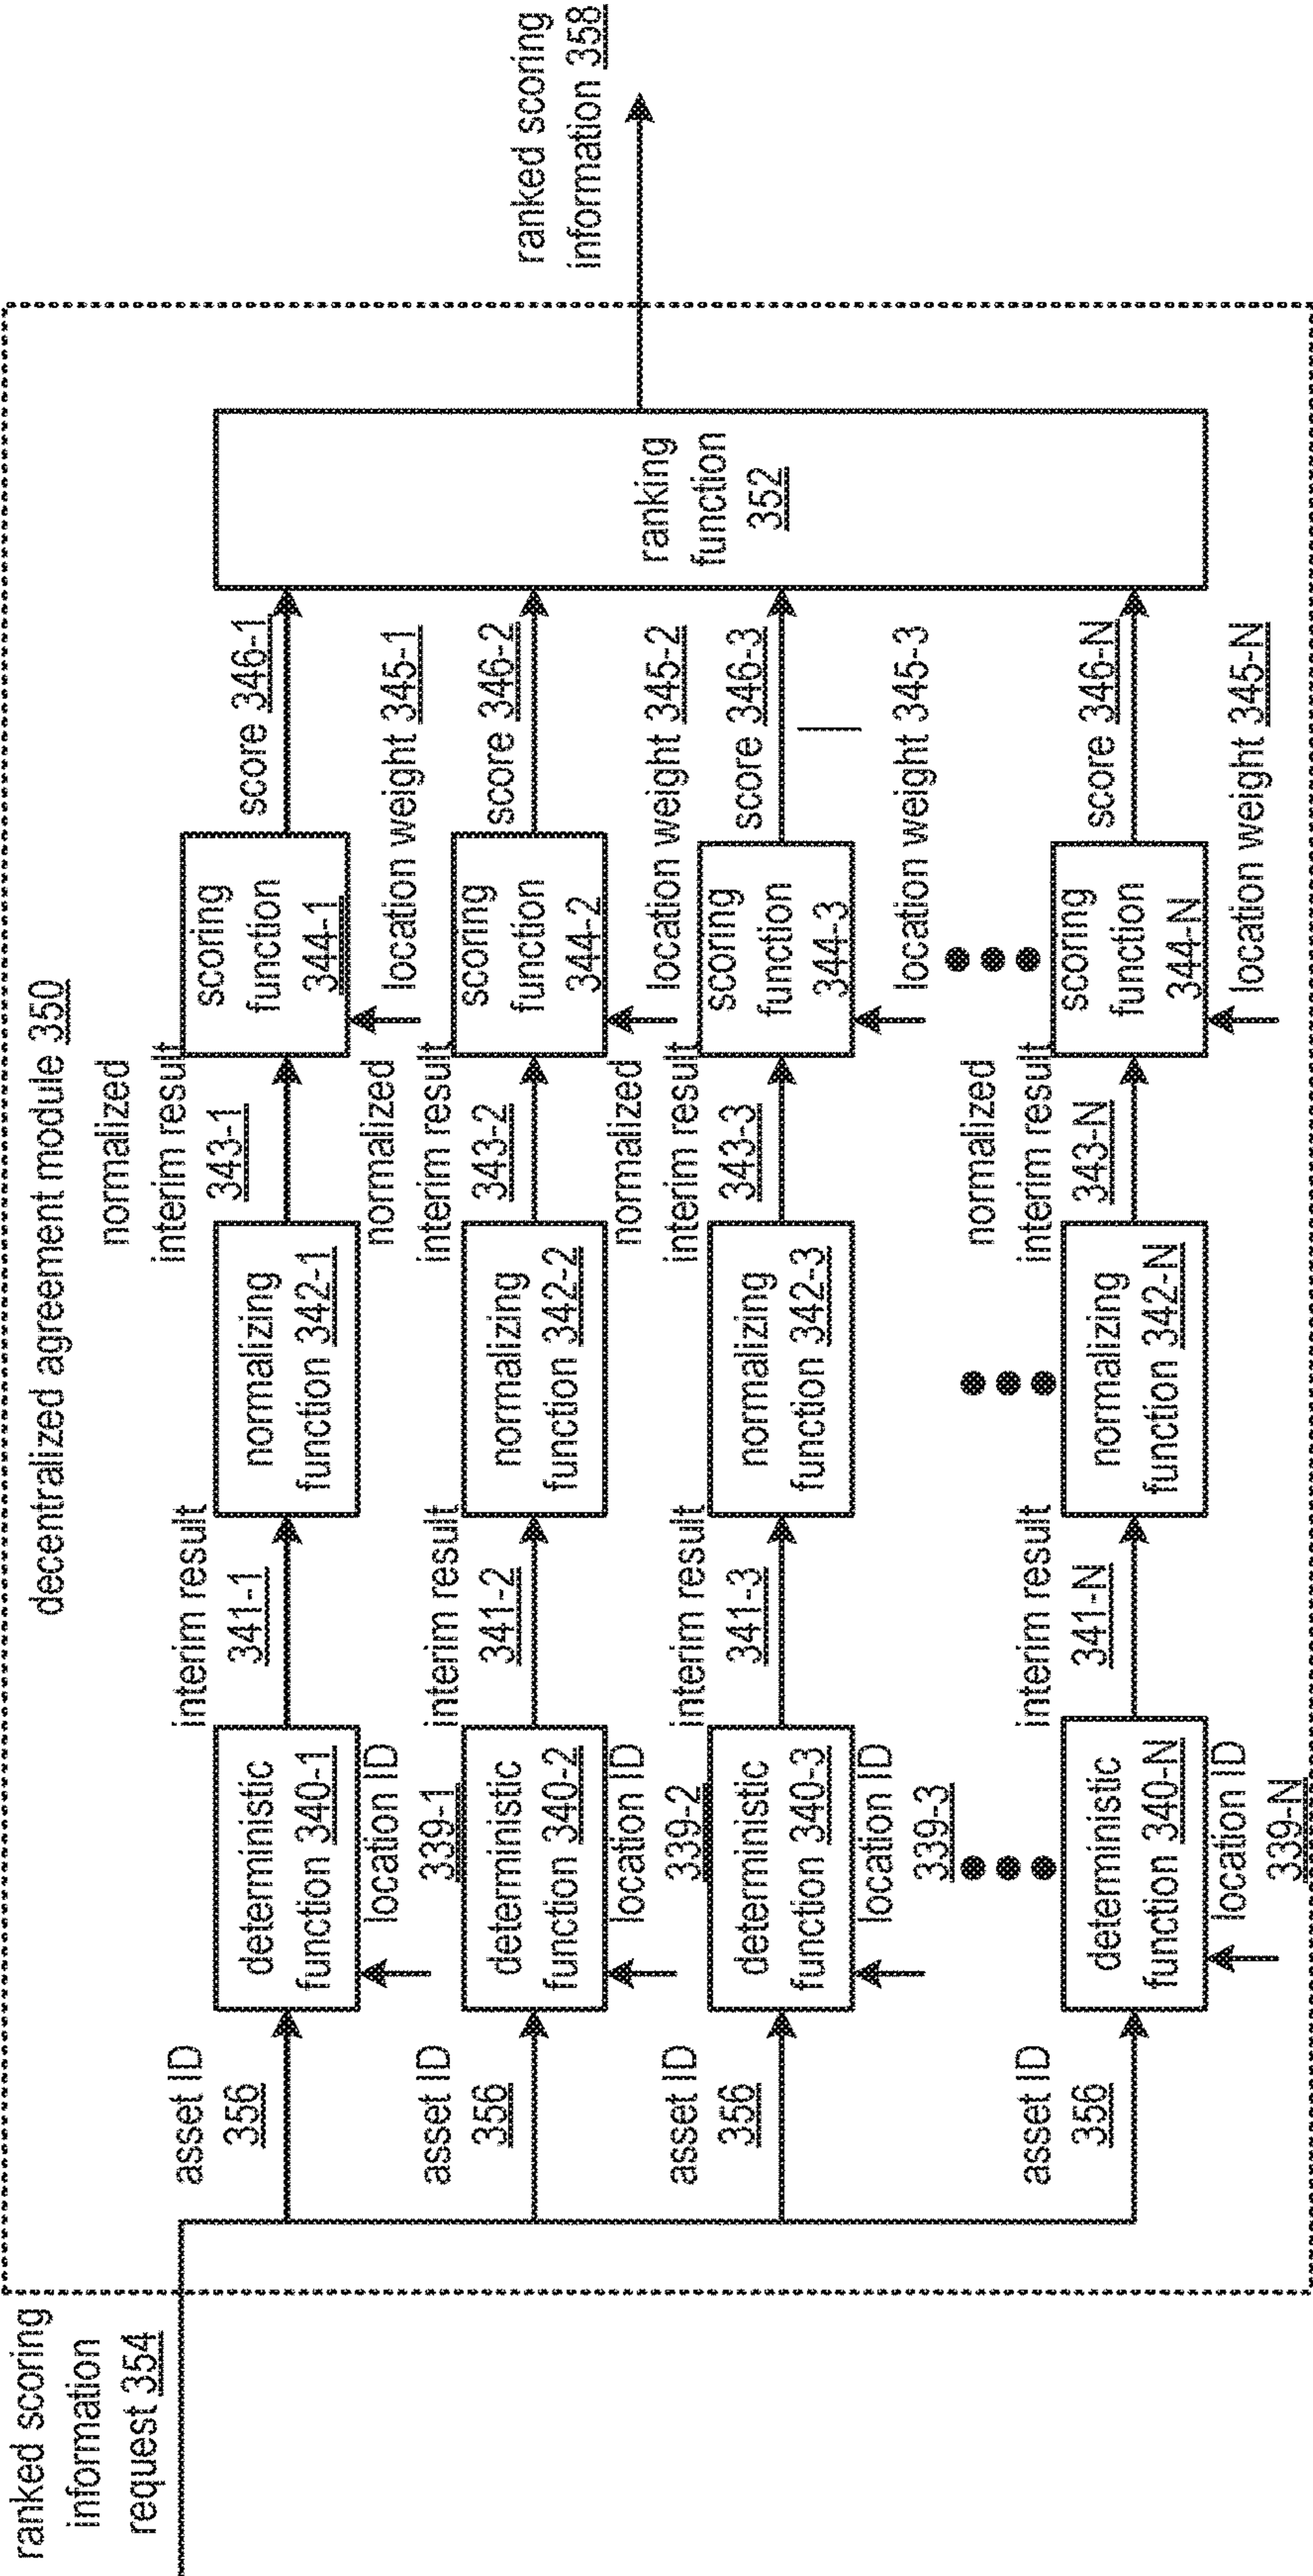 decentralized agreement module 350
ranked scoring
information
request 354
asset ID
356
deterministic
function 340-1
location ID
339-1
interim result
341-1
normalizing
function 342-1
normalized
interim result
343-1
scoring
function
344-1
location weight 345-1
score 346-1
asset ID
356
deterministic
function 340-2
location ID
339-2
interim result
341-2
normalizing
function 342-2
normalized
interim result
343-2
scoring
function
344-2
location weight 345-2
score 346-2
asset ID
356
deterministic
function 340-3
location ID
339-3
interim result
341-3
normalizing
function 342-3
normalized
interim result
343-3
scoring
function
344-3
location weight 345-3
score 346-3
asset ID
356
deterministic
function 340-N
location ID
339-N
interim result
341-N
normalizing
function 342-N
normalized
interim result
343-N
scoring
function
344-N
location weight 345-N
score 346-N
ranking
function
352
ranked scoring
information 358